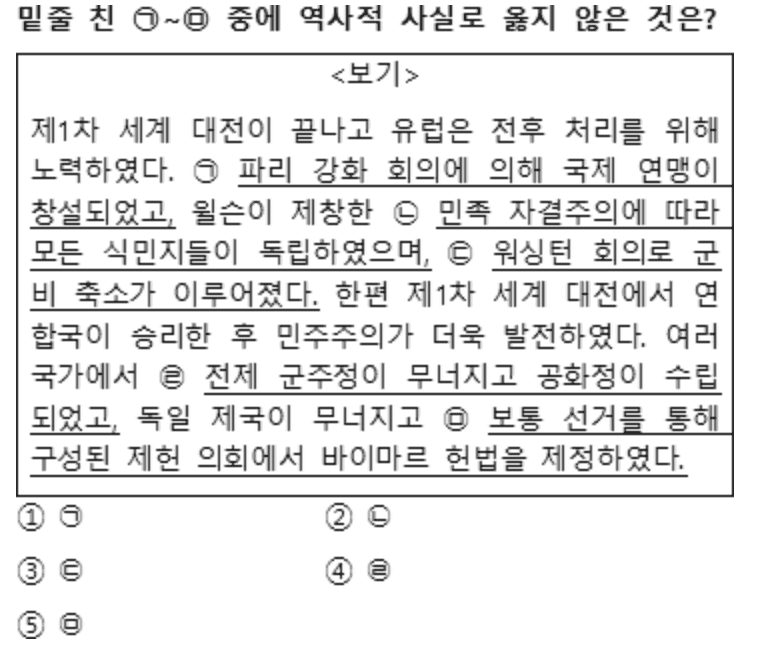 밑줄 친 ㉠~㉤ 중에 역사적 사실로 옳지 않은 것은?
<보기>
제1차 세계 대전이 끝나고 유럽은 전후 처리를 위해
노력하였다. ㉠ 파리 강화 회의에 의해 국제 연맹이
창설되었고, 윌슨이 제창한 ㉡ 민족 자결주의에 따라
모든 식민지들이 독립하였으며, ㉢ 워싱턴 회의로 군
비 축소가 이루어졌다. 한편 제1차 세계 대전에서 연
합국이 승리한 후 민주주의가 더욱 발전하였다. 여러
국가에서 ㉣ 전제 군주정이 무너지고 공화정이 수립
되었고, 독일 제국이 무너지고 ㉤ 보통 선거를 통해
구성된 제헌 의회에서 바이마르 헌법을 제정하였다.
① ㉠ ② ㉡
③ ㉢ ④ ㉣
⑤ ㉤